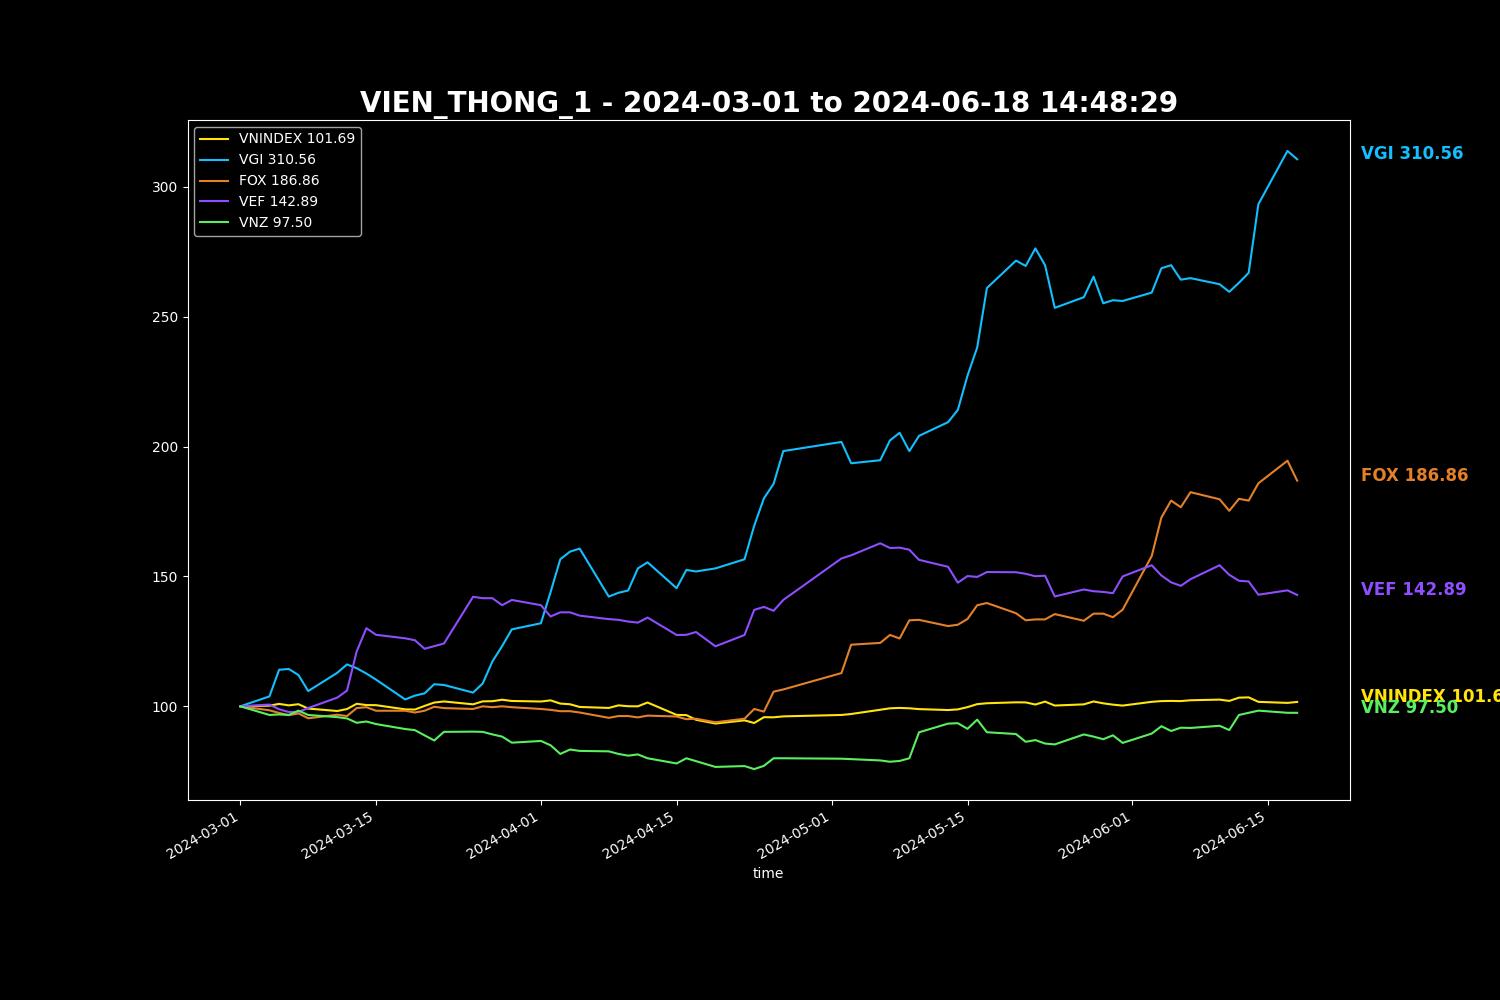 VIEN_THONG_1 - 2024-03-01 to 2024-06-18 14:48:29
VNINDEX 101.69
VGI 310.56
FOX 186.86
VEF 142.89
VNZ 97.50
300
250
200
150
100
VGI 310.56
FOX 186.86
VEF 142.89
VNINDEX 101.6
VNZ 97.50
2024-03-01
2024-03-15
2024-04-01
2024-04-15
2024-05-01
2024-05-15
2024-06-01
2024-06-15
time